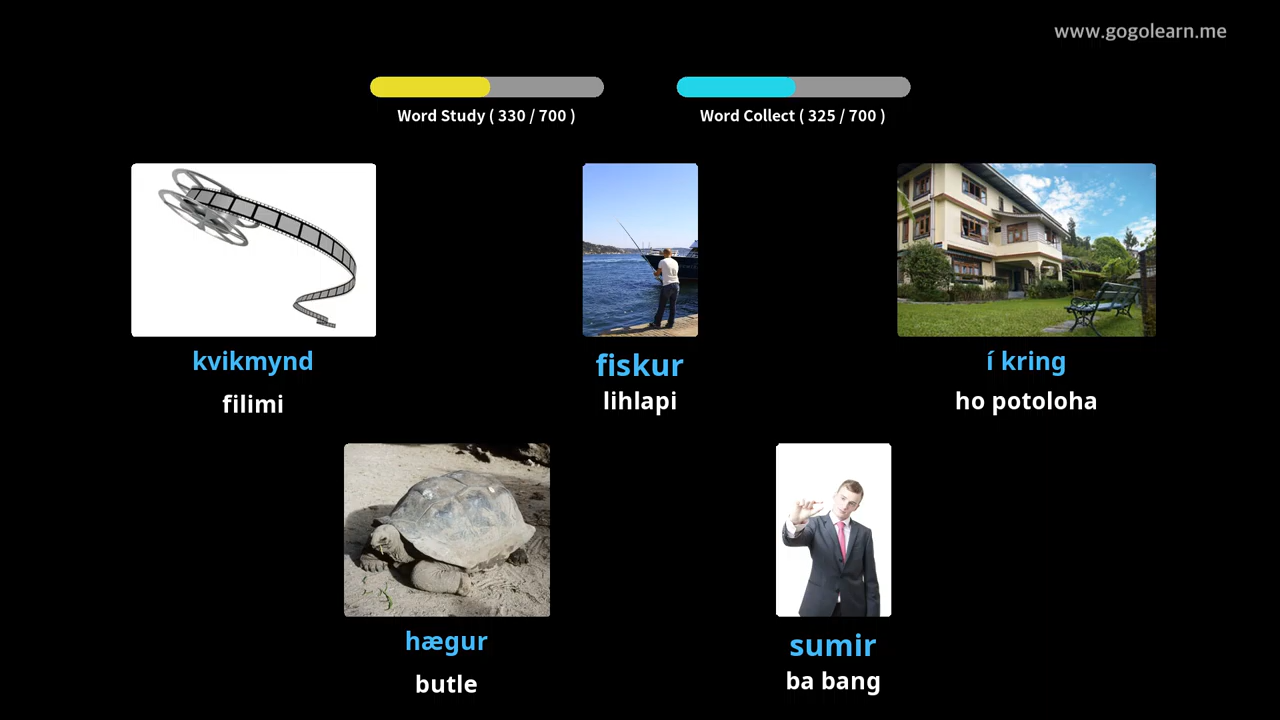 www.gogolearn.me
Word Study ( 330 / 700 )
Word Collect ( 325 / 700 )
kvikmynd
filimi
fiskur
lihlapi
í kring
ho potoloha
hægur
butle
sumir
ba bang